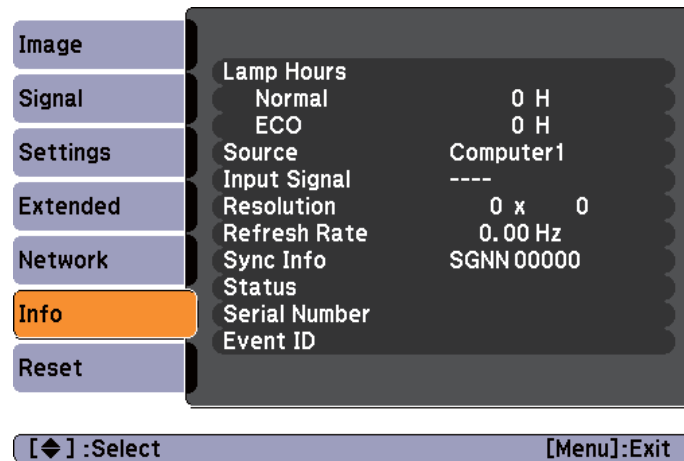 Image
Signal
Settings
Extended
Network
Info
Reset
Lamp Hours
Normal 0 H
ECO 0 H
Source Computer1
Input Signal ----
Resolution 0 x 0
Refresh Rate 0.00 Hz
Sync Info SGNN 00000
Status
Serial Number
Event ID
[◆] :Select [Menu]:Exit